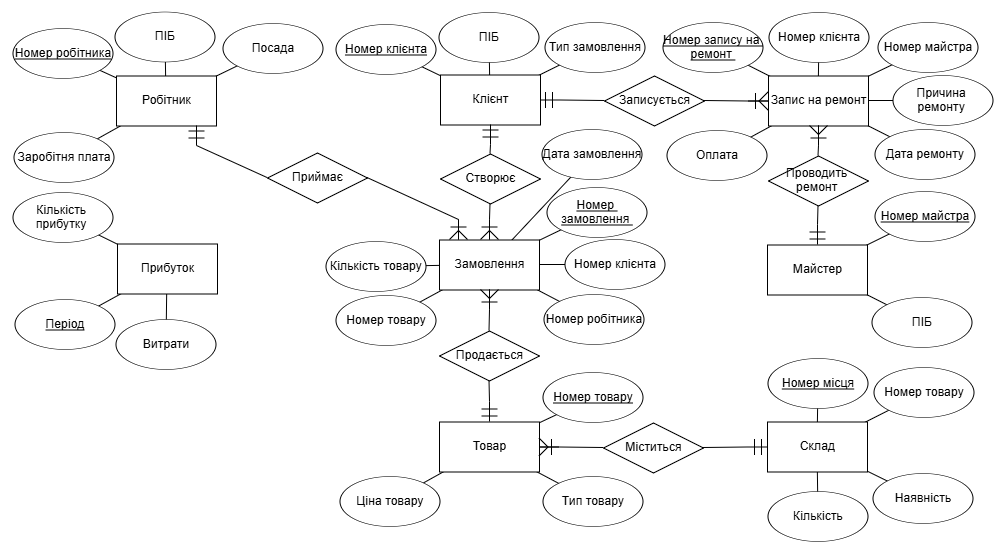 Номер робітника
ПІБ
Посада
Робітник
Заробітня плата
Номер клієнта
ПІБ
Тип замовлення
Клієнт
Записується
Номер запису на
ремонт
Номер клієнта
Номер майстра
Запис на ремонт
Причина
ремонту
Оплата
Дата ремонту
Приймає
Створює
Дата замовлення
Проводить
ремонт
Кількість
прибутку
Прибуток
Період
Витрати
Номер
замовлення
Кількість товару
Замовлення
Номер клієнта
Номер товару
Номер робітника
Номер майстра
Майстер
ПІБ
Продається
Номер товару
Товар
Ціна товару
Тип товару
Міститься
Номер місця
Номер товару
Склад
Кількість
Наявність